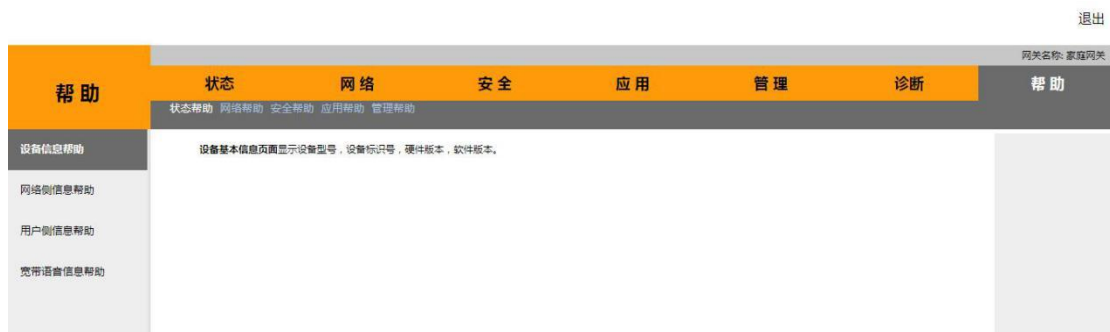 退出
网关名称: 家庭网关
帮助
状态 网络 安全 应用 管理 诊断 帮助
状态帮助 网络帮助 安全帮助 应用帮助 管理帮助
设备信息帮助
设备基本信息页面显示设备型号，设备标识号，硬件版本，软件版本。
网络侧信息帮助
用户侧信息帮助
宽带语音信息帮助